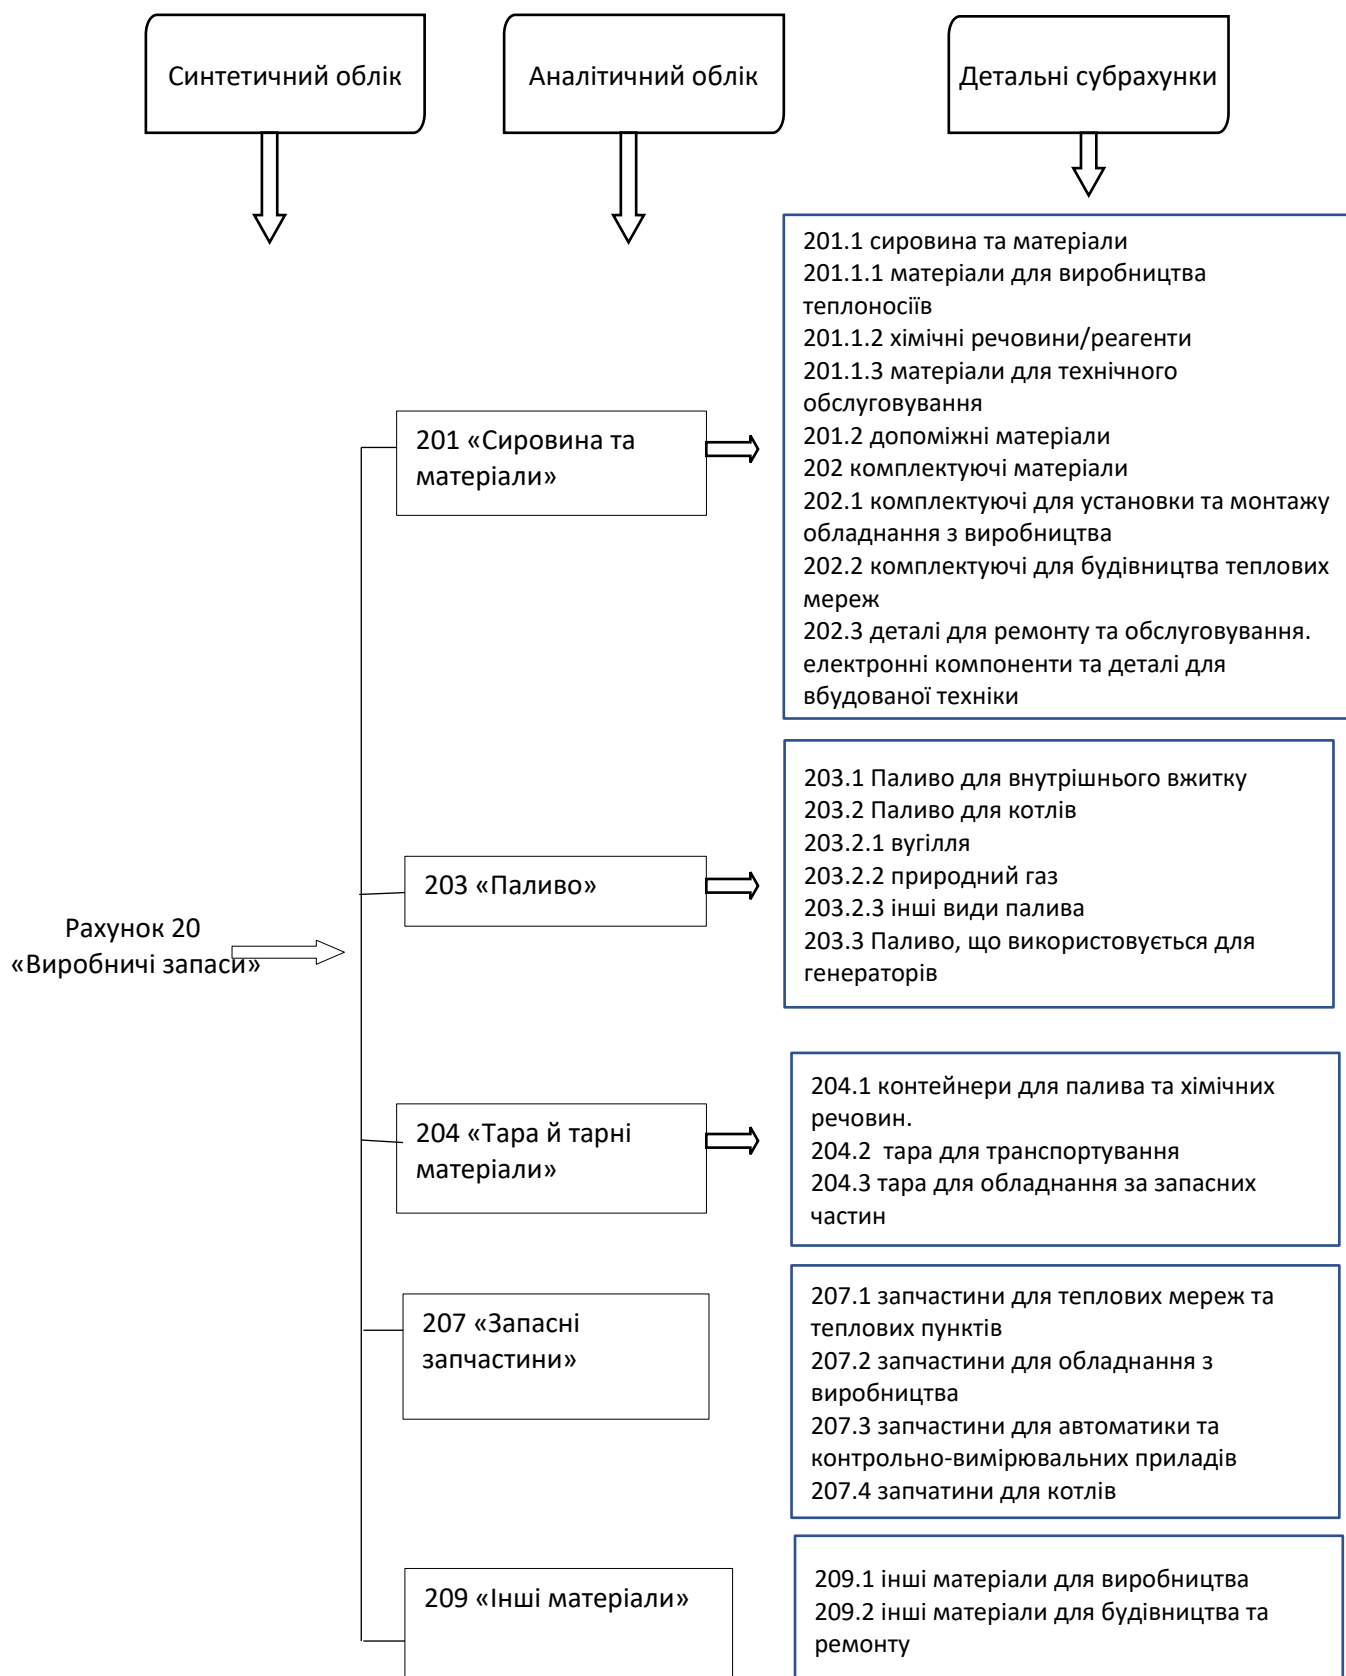 Синтетичний облік
Аналітичний облік
Детальні субрахунки
201.1 сировина та матеріали
201.1.1 матеріали для виробництва
теплоносіїв
201.1.2 хімічні речовини/реагенти
201.1.3 матеріали для технічного
обслуговування
201.2 допоміжні матеріали
202 комплектуючі матеріали
202.1 комплектуючі для установки та монтажу
обладнання з виробництва
202.2 комплектуючі для будівництва теплових
мереж
202.3 деталі для ремонту та обслуговування.
електронні компоненти та деталі для
вбудованої техніки
201 «Сировина та
матеріали»
203.1 Паливо для внутрішнього вжитку
203.2 Паливо для котлів
203.2.1 вугілля
203.2.2 природний газ
203.2.3 інші види палива
203.3 Паливо, що використовується для
генераторів
203 «Паливо»
Рахунок 20
«Виробничі запаси»
204 «Тара й тарні
матеріали»
204.1 контейнери для палива та хімічних
речовин.
204.2  тара для транспортування
204.3 тара для обладнання за запасних
частин
207 «Запасні
запчастини»
207.1 запчастини для теплових мереж та
теплових пунктів
207.2 запчастини для обладнання з
виробництва
207.3 запчастини для автоматики та
контрольно-вимірювальних приладів
207.4 запчатини для котлів
209 «Інші матеріали»
209.1 інші матеріали для виробництва
209.2 інші матеріали для будівництва та
ремонту